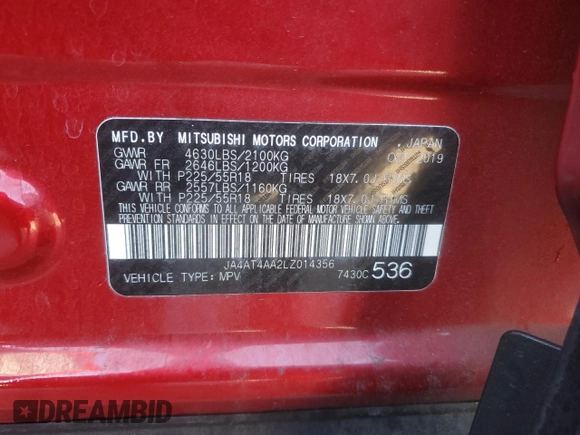 MFD.BY MITSUBISHI MOTORS CORPORATION , JAPAN
GVWR 4630LBS/2100KG OCT 2019
GAWR FR 2646LBS/1200KG
WITH P225/55R18 TIRES 18X7.0J RIMS
GAWR RR 2557LBS/1160KG
WITH P225/55R18 TIRES 18X7.0J RIMS
THIS VEHICLE CONFORMS TO ALL APPLICABLE FEDERAL MOTOR VEHICLE SAFETY AND THEFT
PREVENTION STANDARDS IN EFFECT ON THE DATE OF MANUFACTURE SHOWN ABOVE.
JA4AT4AA2LZ014356
VEHICLE TYPE: MPV 7430C 536
DREAMBID